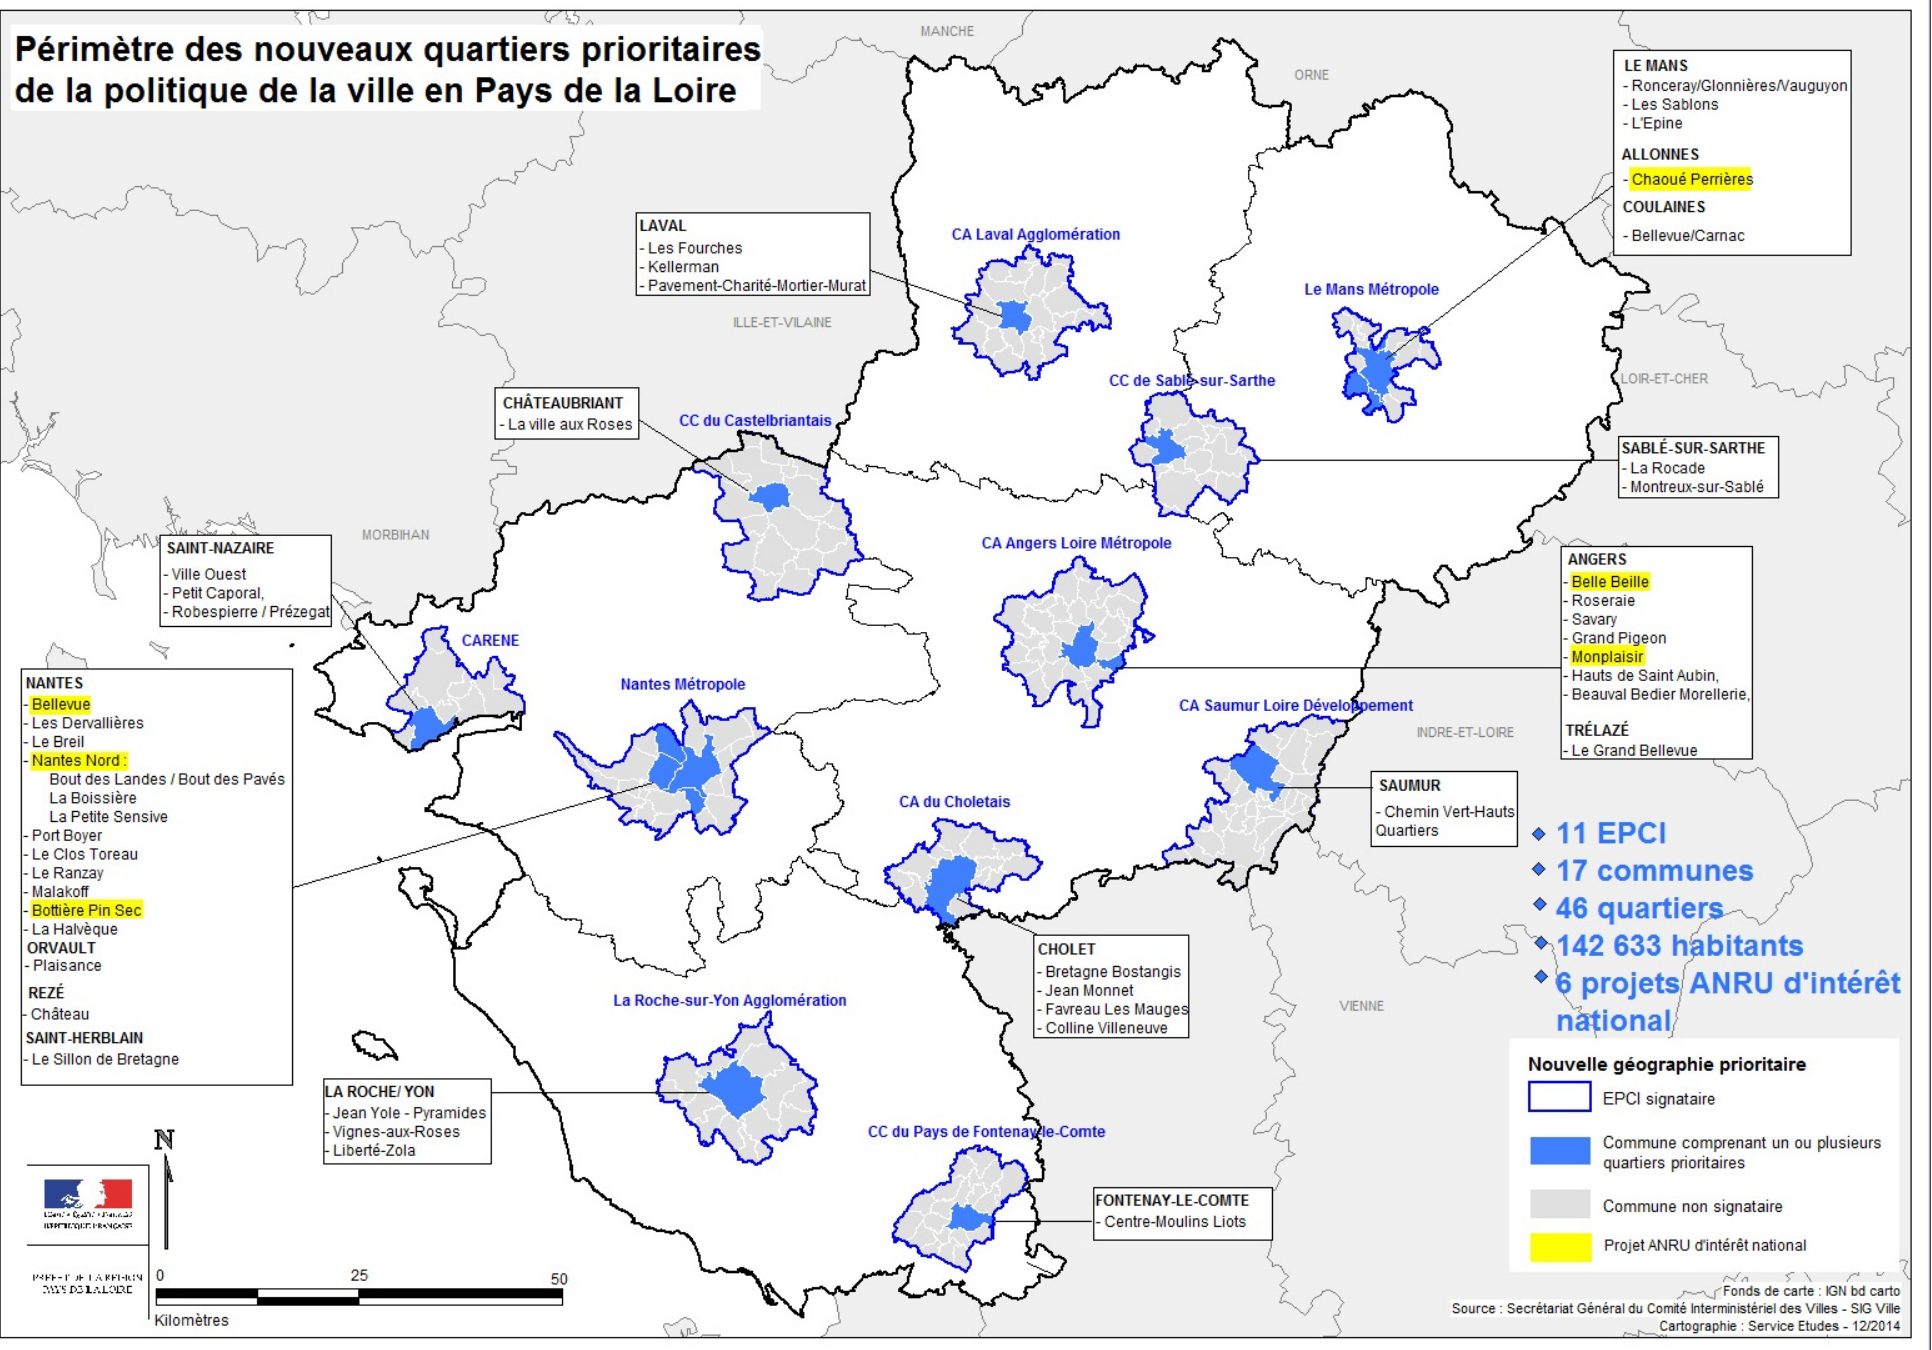 Périmètre des nouveaux quartiers prioritaires
de la politique de la ville en Pays de la Loire
MANCHE
ORNE
ILLE-ET-VILAINE
LOIR-ET-CHER
MORBIHAN
INDRE-ET-LOIRE
VIENNE
LE MANS
- Ronceray/Glonnières/Vauguyon
- Les Sablons
- L'Epine
ALLONNES
- Chaoué Perrières
COULAINES
- Bellevue/Carnac
LAVAL
- Les Fourches
- Kellerman
- Pavement-Charité-Mortier-Murat
CA Laval Agglomération
Le Mans Métropole
CC de Sablé-sur-Sarthe
CHÂTEAUBRIANT
- La ville aux Roses
CC du Castelbriantais
SABLÉ-SUR-SARTHE
- La Rocade
- Montreux-sur-Sablé
SAINT-NAZAIRE
- Ville Ouest
- Petit Caporal,
- Robespierre / Prézegat
CARENE
CA Angers Loire Métropole
ANGERS
- Belle Beille
- Roseraie
- Savary
- Grand Pigeon
- Monplaisir
- Hauts de Saint Aubin,
- Beauval Bedier Morellerie,
TRÉLAZÉ
- Le Grand Bellevue
NANTES
- Bellevue
- Les Dervallières
- Le Breil
- Nantes Nord :
Bout des Landes / Bout des Pavés
La Boissière
La Petite Sensive
- Port Boyer
- Le Clos Toreau
- Le Ranzay
- Malakoff
- Bottière Pin Sec
- La Halvèque
ORVAULT
- Plaisance
REZÉ
- Château
SAINT-HERBLAIN
- Le Sillon de Bretagne
Nantes Métropole
CA Saumur Loire Développement
SAUMUR
- Chemin Vert-Hauts
Quartiers
CA du Choletais
CHOLET
- Bretagne Bostangis
- Jean Monnet
- Favreau Les Mauges
- Colline Villeneuve
La Roche-sur-Yon Agglomération
LA ROCHE/ YON
- Jean Yole - Pyramides
- Vignes-aux-Roses
- Liberté-Zola
CC du Pays de Fontenay-le-Comte
FONTENAY-LE-COMTE
- Centre-Moulins Liots
11 EPCI
17 communes
46 quartiers
142 633 habitants
6 projets ANRU d'intérêt
national
Nouvelle géographie prioritaire
EPCI signataire
Commune comprenant un ou plusieurs
quartiers prioritaires
Commune non signataire
Projet ANRU d'intérêt national
N
0 25 50
Kilomètres
RÉPUBLIQUE FRANÇAISE
PRÉFET DE LA RÉGION
PAYS DE LA LOIRE
Fonds de carte : IGN bd carto
Source : Secrétariat Général du Comité Interministériel des Villes - SIG Ville
Cartographie : Service Etudes - 12/2014